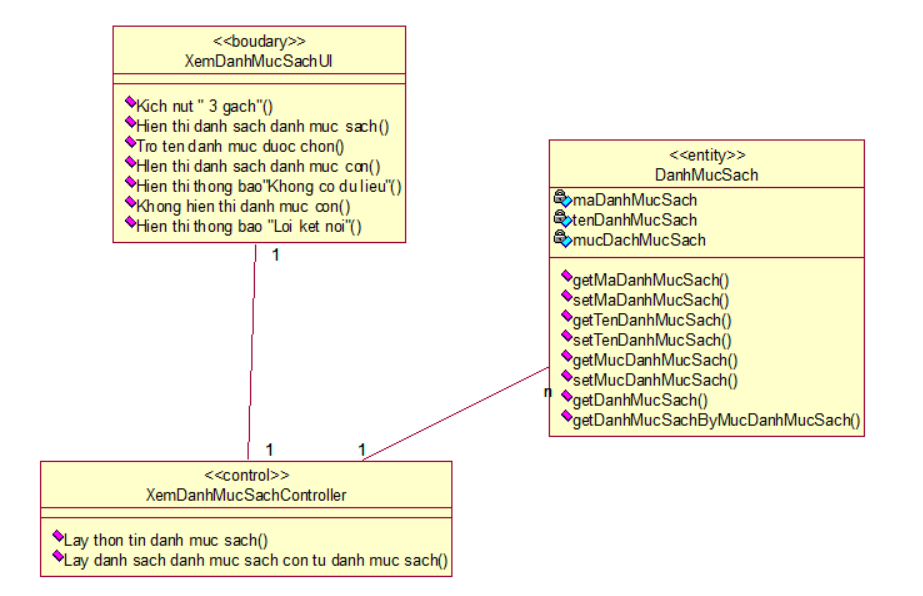 <<boudary>>
XemDanhMucSachUI
Kich nut " 3 gach"()
Hien thi danh sach danh muc sach()
Tro ten danh muc duoc chon()
HIen thi danh sach danh muc con()
Hien thi thong bao"Khong co du lieu"()
Khong hien thi danh muc con()
Hien thi thong bao "Loi ket noi"()
1
<<entity>>
DanhMucSach
maDanhMucSach
tenDanhMucSach
mucDachMucSach
getMaDanhMucSach()
setMaDanhMucSach()
getTenDanhMucSach()
setTenDanhMucSach()
getMucDanhMucSach()
setMucDanhMucSach()
getDanhMucSach()
getDanhMucSachByMucDanhMucSach()
n
1
1
<<control>>
XemDanhMucSachController
Lay thon tin danh muc sach()
Lay danh sach danh muc sach con tu danh muc sach()